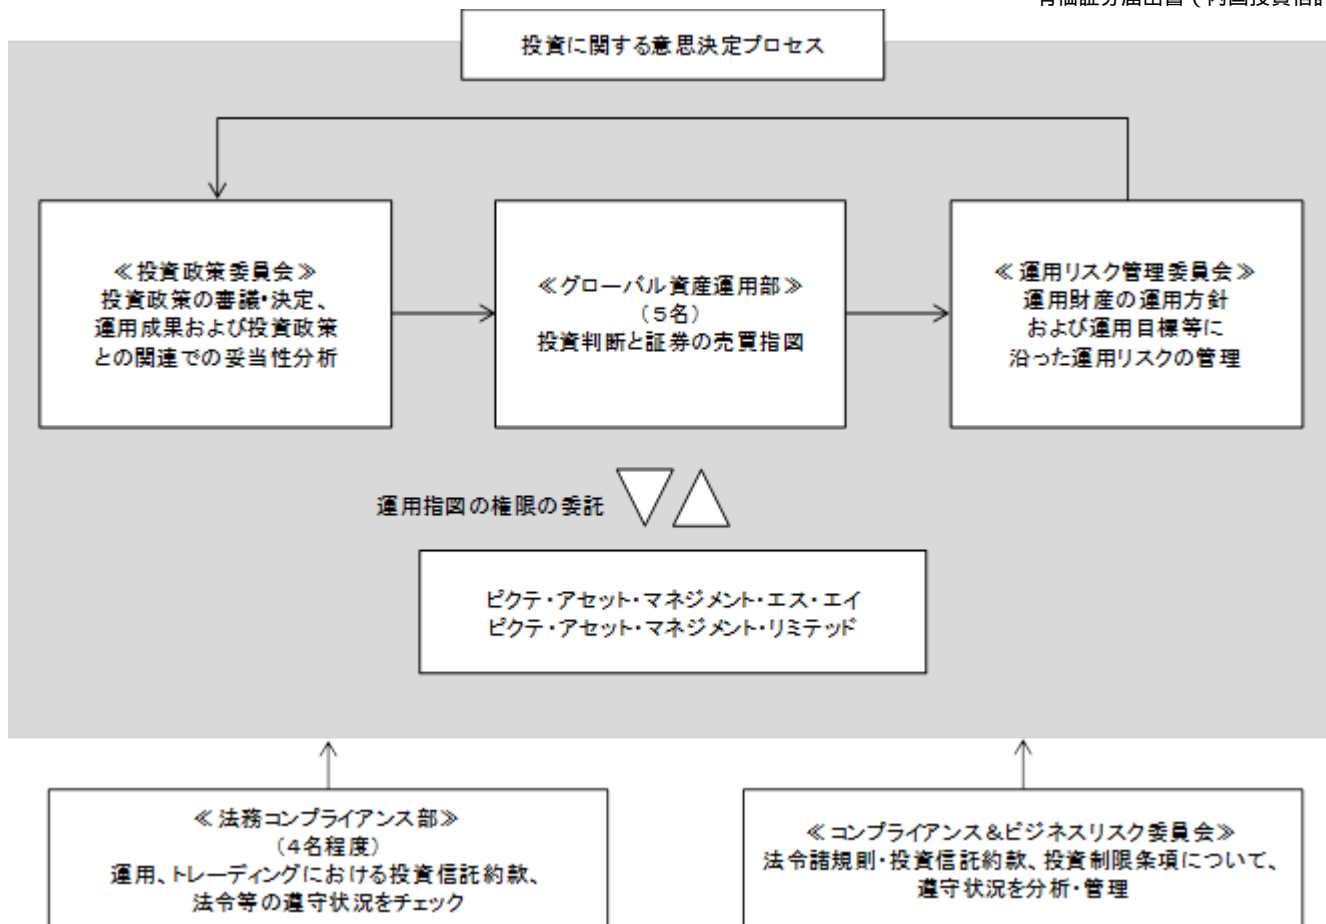 有価証券届出書(内国投資信託
投資に関する意思決定プロセス
≪投資政策委員会≫
投資政策の審議・決定、
運用成果および投資政策
との関連での妥当性分析
≪グローバル資産運用部≫
(5名)
投資判断と証券の売買指図
≪運用リスク管理委員会≫
運用財産の運用方針
および運用目標等に
沿った運用リスクの管理
運用指図の権限の委託
ピクテ・アセット・マネジメント・エス・エイ
ピクテ・アセット・マネジメント・リミテッド
≪法務コンプライアンス部≫
(4名程度)
運用、トレーディングにおける投資信託約款、
法令等の遵守状況をチェック
≪コンプライアンス&ビジネスリスク委員会≫
法令諸規則・投資信託約款、投資制限条項について、
遵守状況を分析・管理